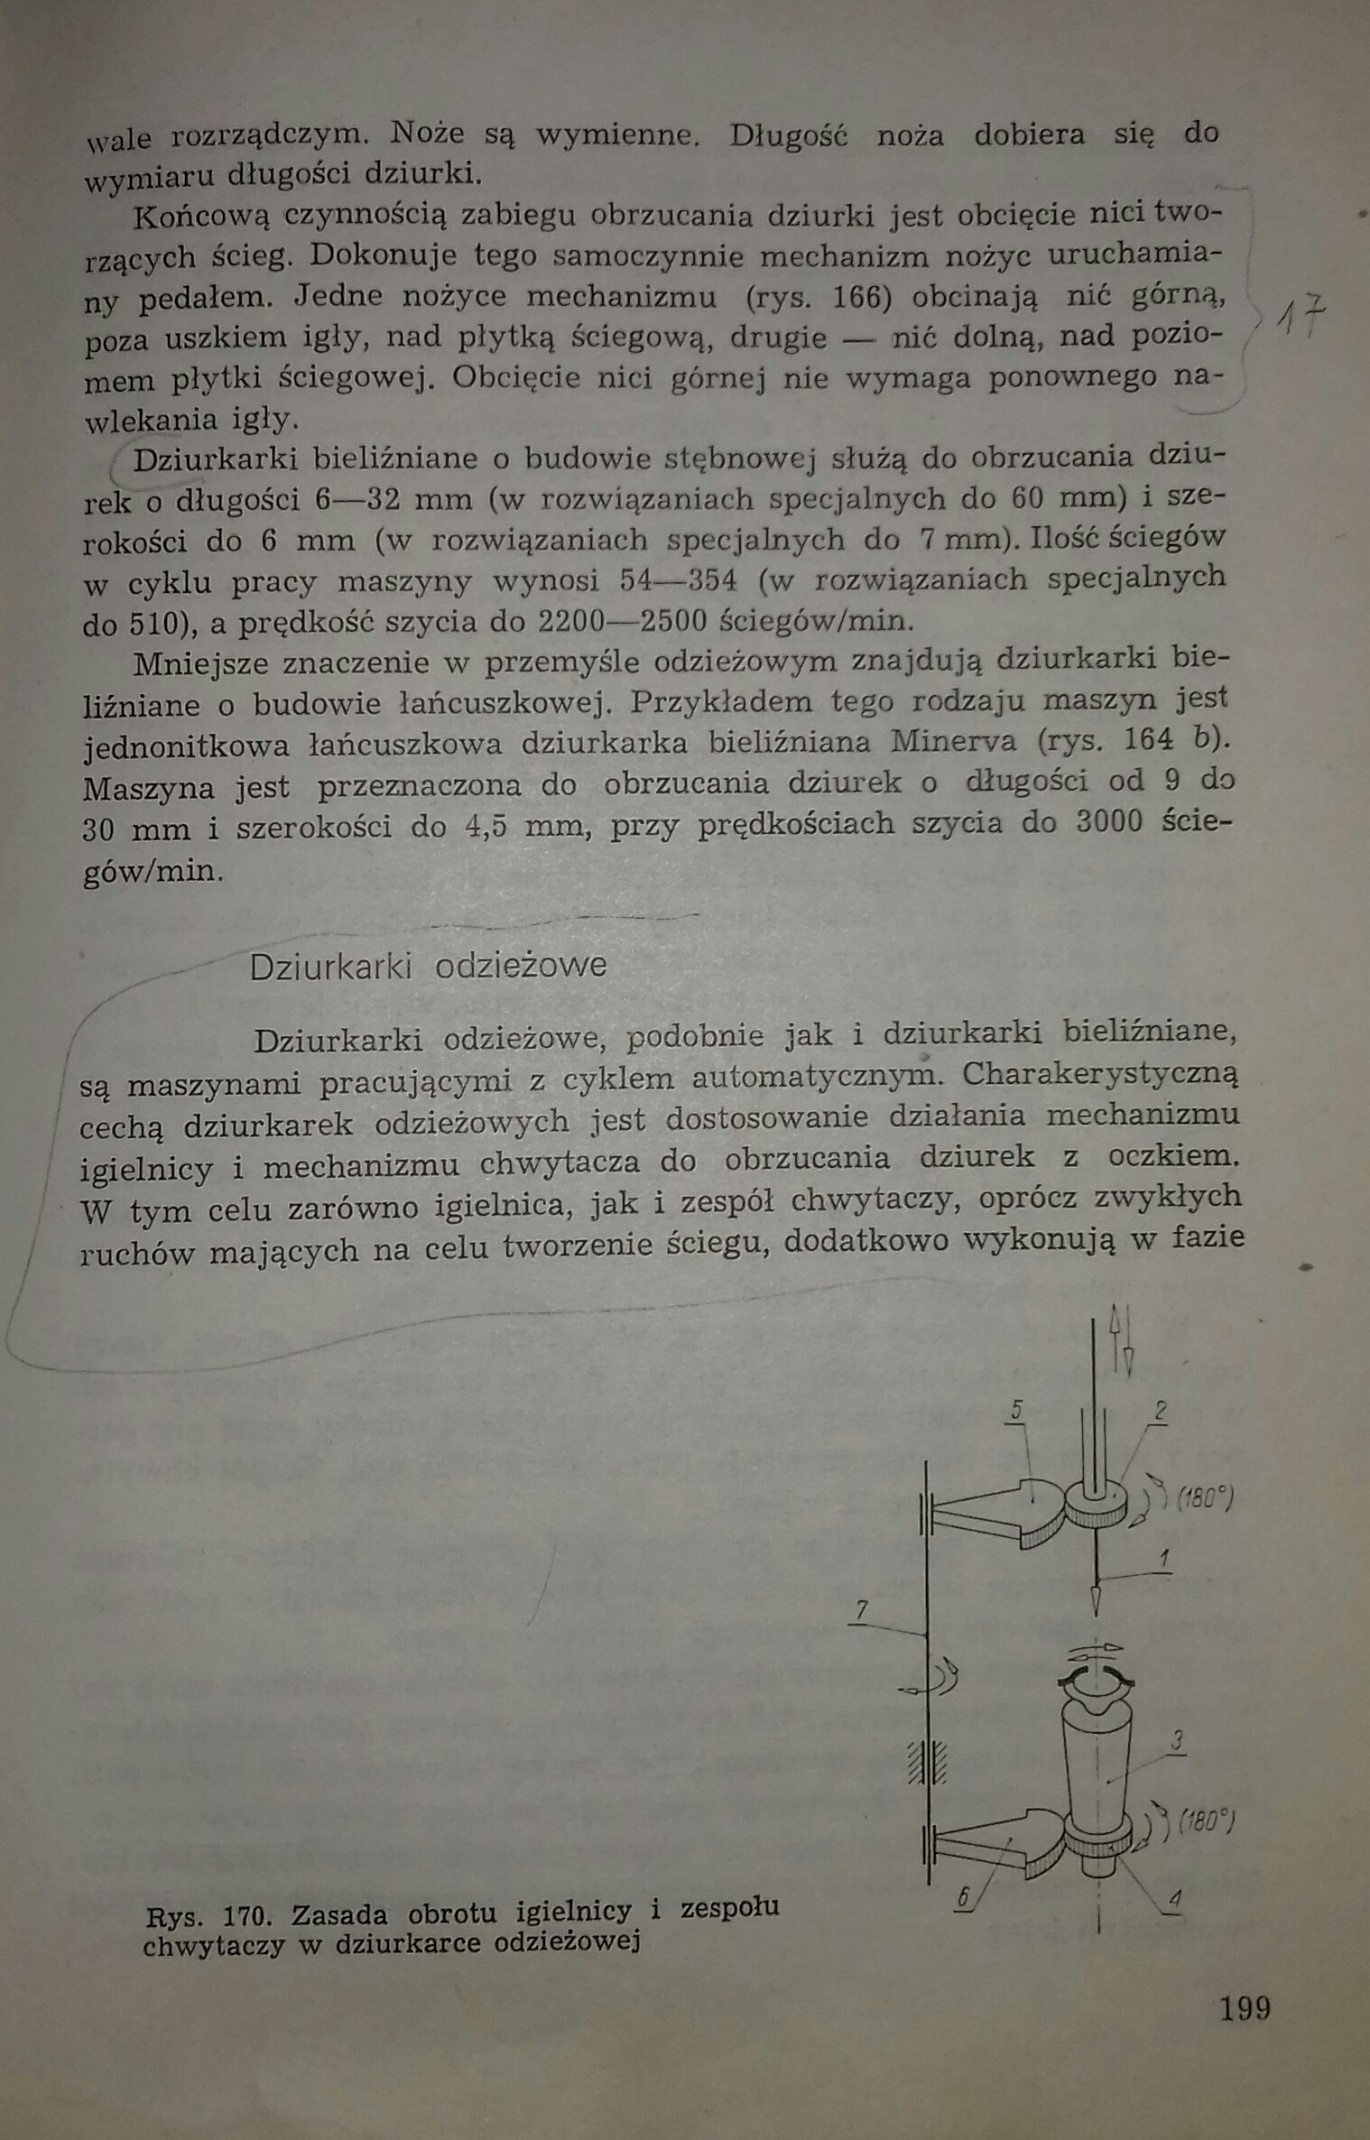 wale rozrządczym. Noże są wymienne. Długość noża dobiera się do
wymiaru długości dziurki.
Końcową czynnością zabiegu obrzucania dziurki jest obcięcie nici two-
rzących ścieg. Dokonuje tego samoczynnie mechanizm nożyc uruchamia-
ny pedałem. Jedne nożyce mechanizmu (rys. 166) obcinają nić górną,
poza uszkiem igły, nad płytką ściegową, drugie — nić dolną, nad pozio-
mem płytki ściegowej. Obcięcie nici górnej nie wymaga ponownego na-
wlekania igły.
17
Dziurkarki bieliźniane o budowie stębnowej służą do obrzucania dziu-
rek o długości 6—32 mm (w rozwiązaniach specjalnych do 60 mm) i sze-
rokości do 6 mm (w rozwiązaniach specjalnych do 7 mm). Ilość ściegów
w cyklu pracy maszyny wynosi 54—354 (w rozwiązaniach specjalnych
do 510), a prędkość szycia do 2200—2500 ściegów/min.
Mniejsze znaczenie w przemyśle odzieżowym znajdują dziurkarki bie-
liźniane o budowie łańcuszkowej. Przykładem tego rodzaju maszyn jest
jednonitkowa łańcuszkowa dziurkarka bieliźniana Minerva (rys. 164 b).
Maszyna jest przeznaczona do obrzucania dziurek o długości od 9 do
30 mm i szerokości do 4,5 mm, przy prędkościach szycia do 3000 ście-
gów/min.
Dziurkarki odzieżowe
Dziurkarki odzieżowe, podobnie jak i dziurkarki bieliźniane,
są maszynami pracującymi z cyklem automatycznym. Charakerystyczną
cechą dziurkarek odzieżowych jest dostosowanie działania mechanizmu
igielnicy i mechanizmu chwytacza do obrzucania dziurek z oczkiem.
W tym celu zarówno igielnica, jak i zespół chwytaczy, oprócz zwykłych
ruchów mających na celu tworzenie ściegu, dodatkowo wykonują w fazie
5
2
(180°)
1
7
3
(180°)
6
4
Rys. 170. Zasada obrotu igielnicy i zespołu
chwytaczy w dziurkarce odzieżowej
199